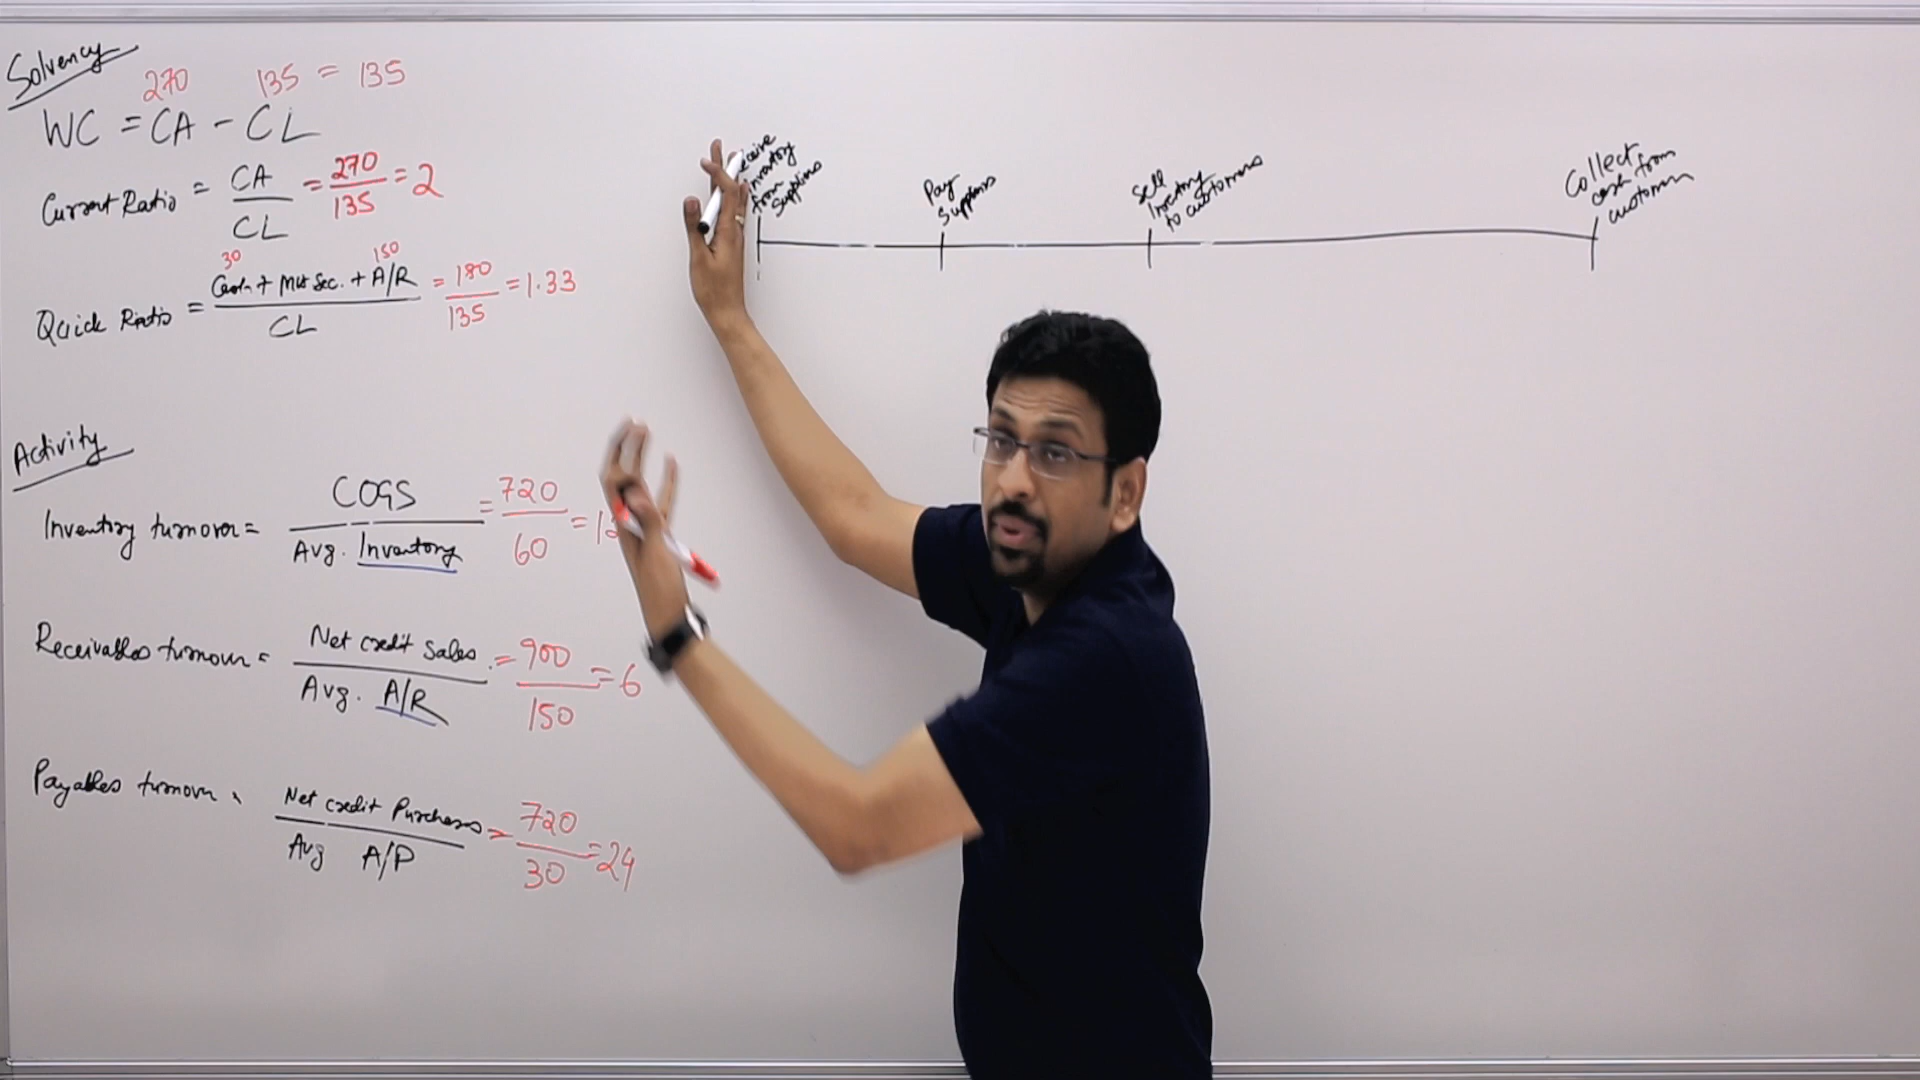 Solvency
270 135 = 135
WC = CA - CL
Current Ratio = CA / CL = 270 / 135 = 2
30 150
Quick Ratio = Cash + Mkt Sec. + A/R / CL = 180 / 135 = 1.33
Activity
Inventory turnover = COGS / Avg. Inventory = 720 / 60 =
Receivables turnover = Net credit Sales / Avg. A/R = 900 / 150 = 6
Payables turnover = Net credit Purchases / Avg A/P = 720 / 30 = 24
inventory
from
Suppliers
Pay
Suppliers
Sell
Inventory
to customers
Collect
cash from
customers